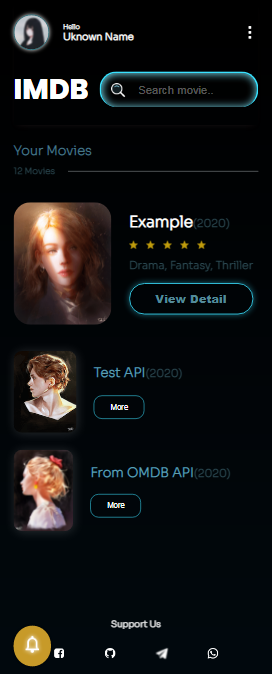 Hello
Uknown Name
IMDB
Search movie..
Your Movies
12 Movies
Example(2020)
Drama, Fantasy, Thriller
View Detail
Test API(2020)
More
From OMDB API(2020)
More
Support Us